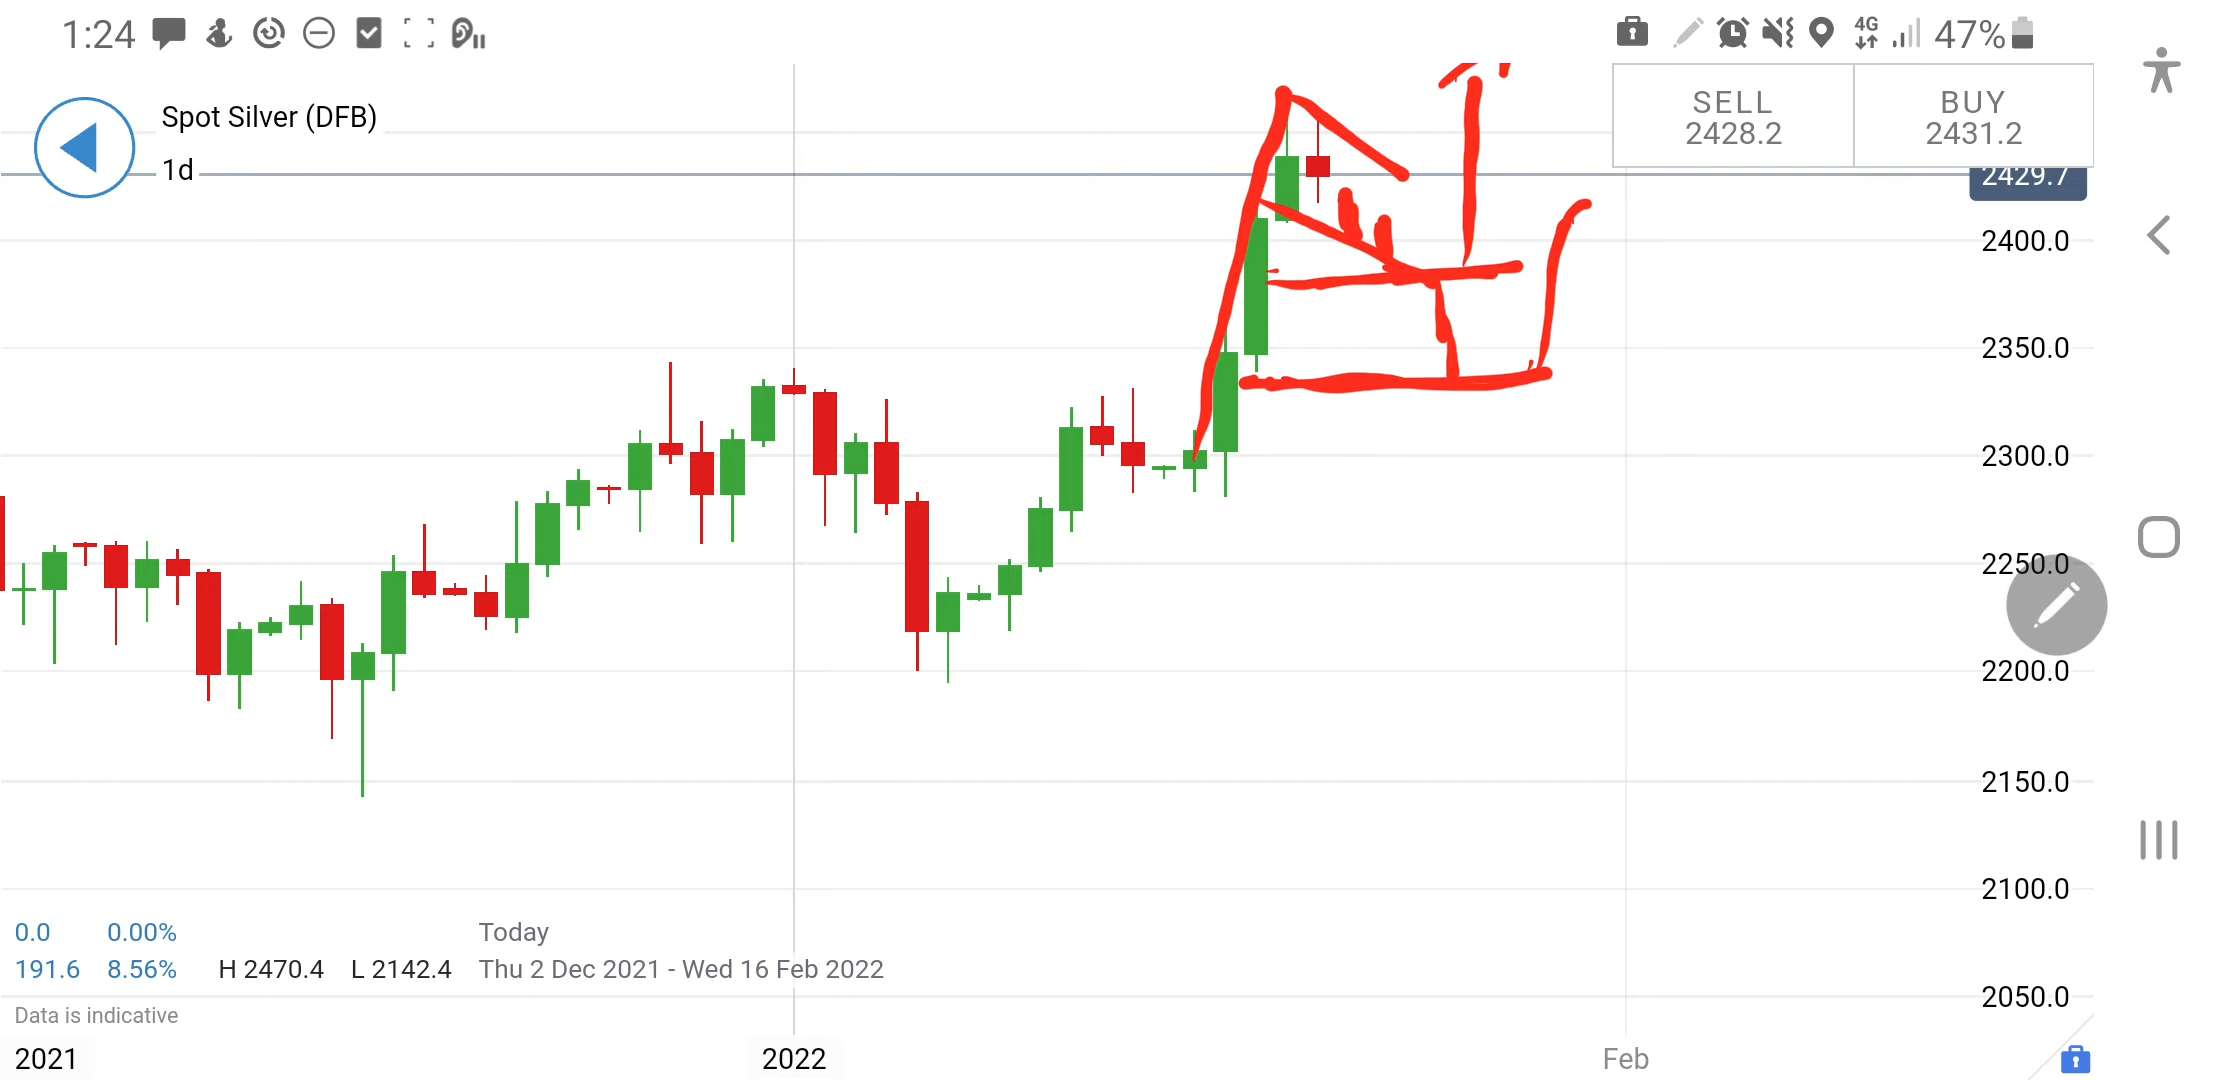 1:24
4G 47%
Spot Silver (DFB)
1d
SELL BUY
2428.2 2431.2
2429.7
2400.0
2350.0
2300.0
2250.0
2200.0
2150.0
2100.0
2050.0
0.0 0.00% Today
191.6 8.56% H 2470.4 L 2142.4 Thu 2 Dec 2021 - Wed 16 Feb 2022
Data is indicative
2021 2022 Feb